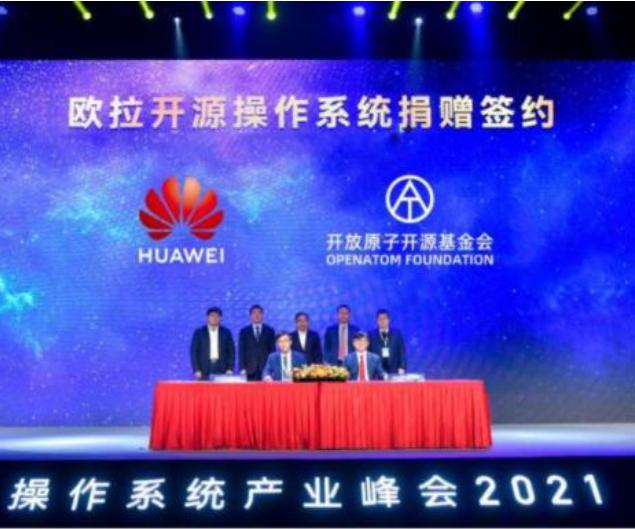 欧拉开源操作系统捐赠签约
HUAWEI
开放原子开源基金会
OPENATOM FOUNDATION
操作系统产业峰会2021